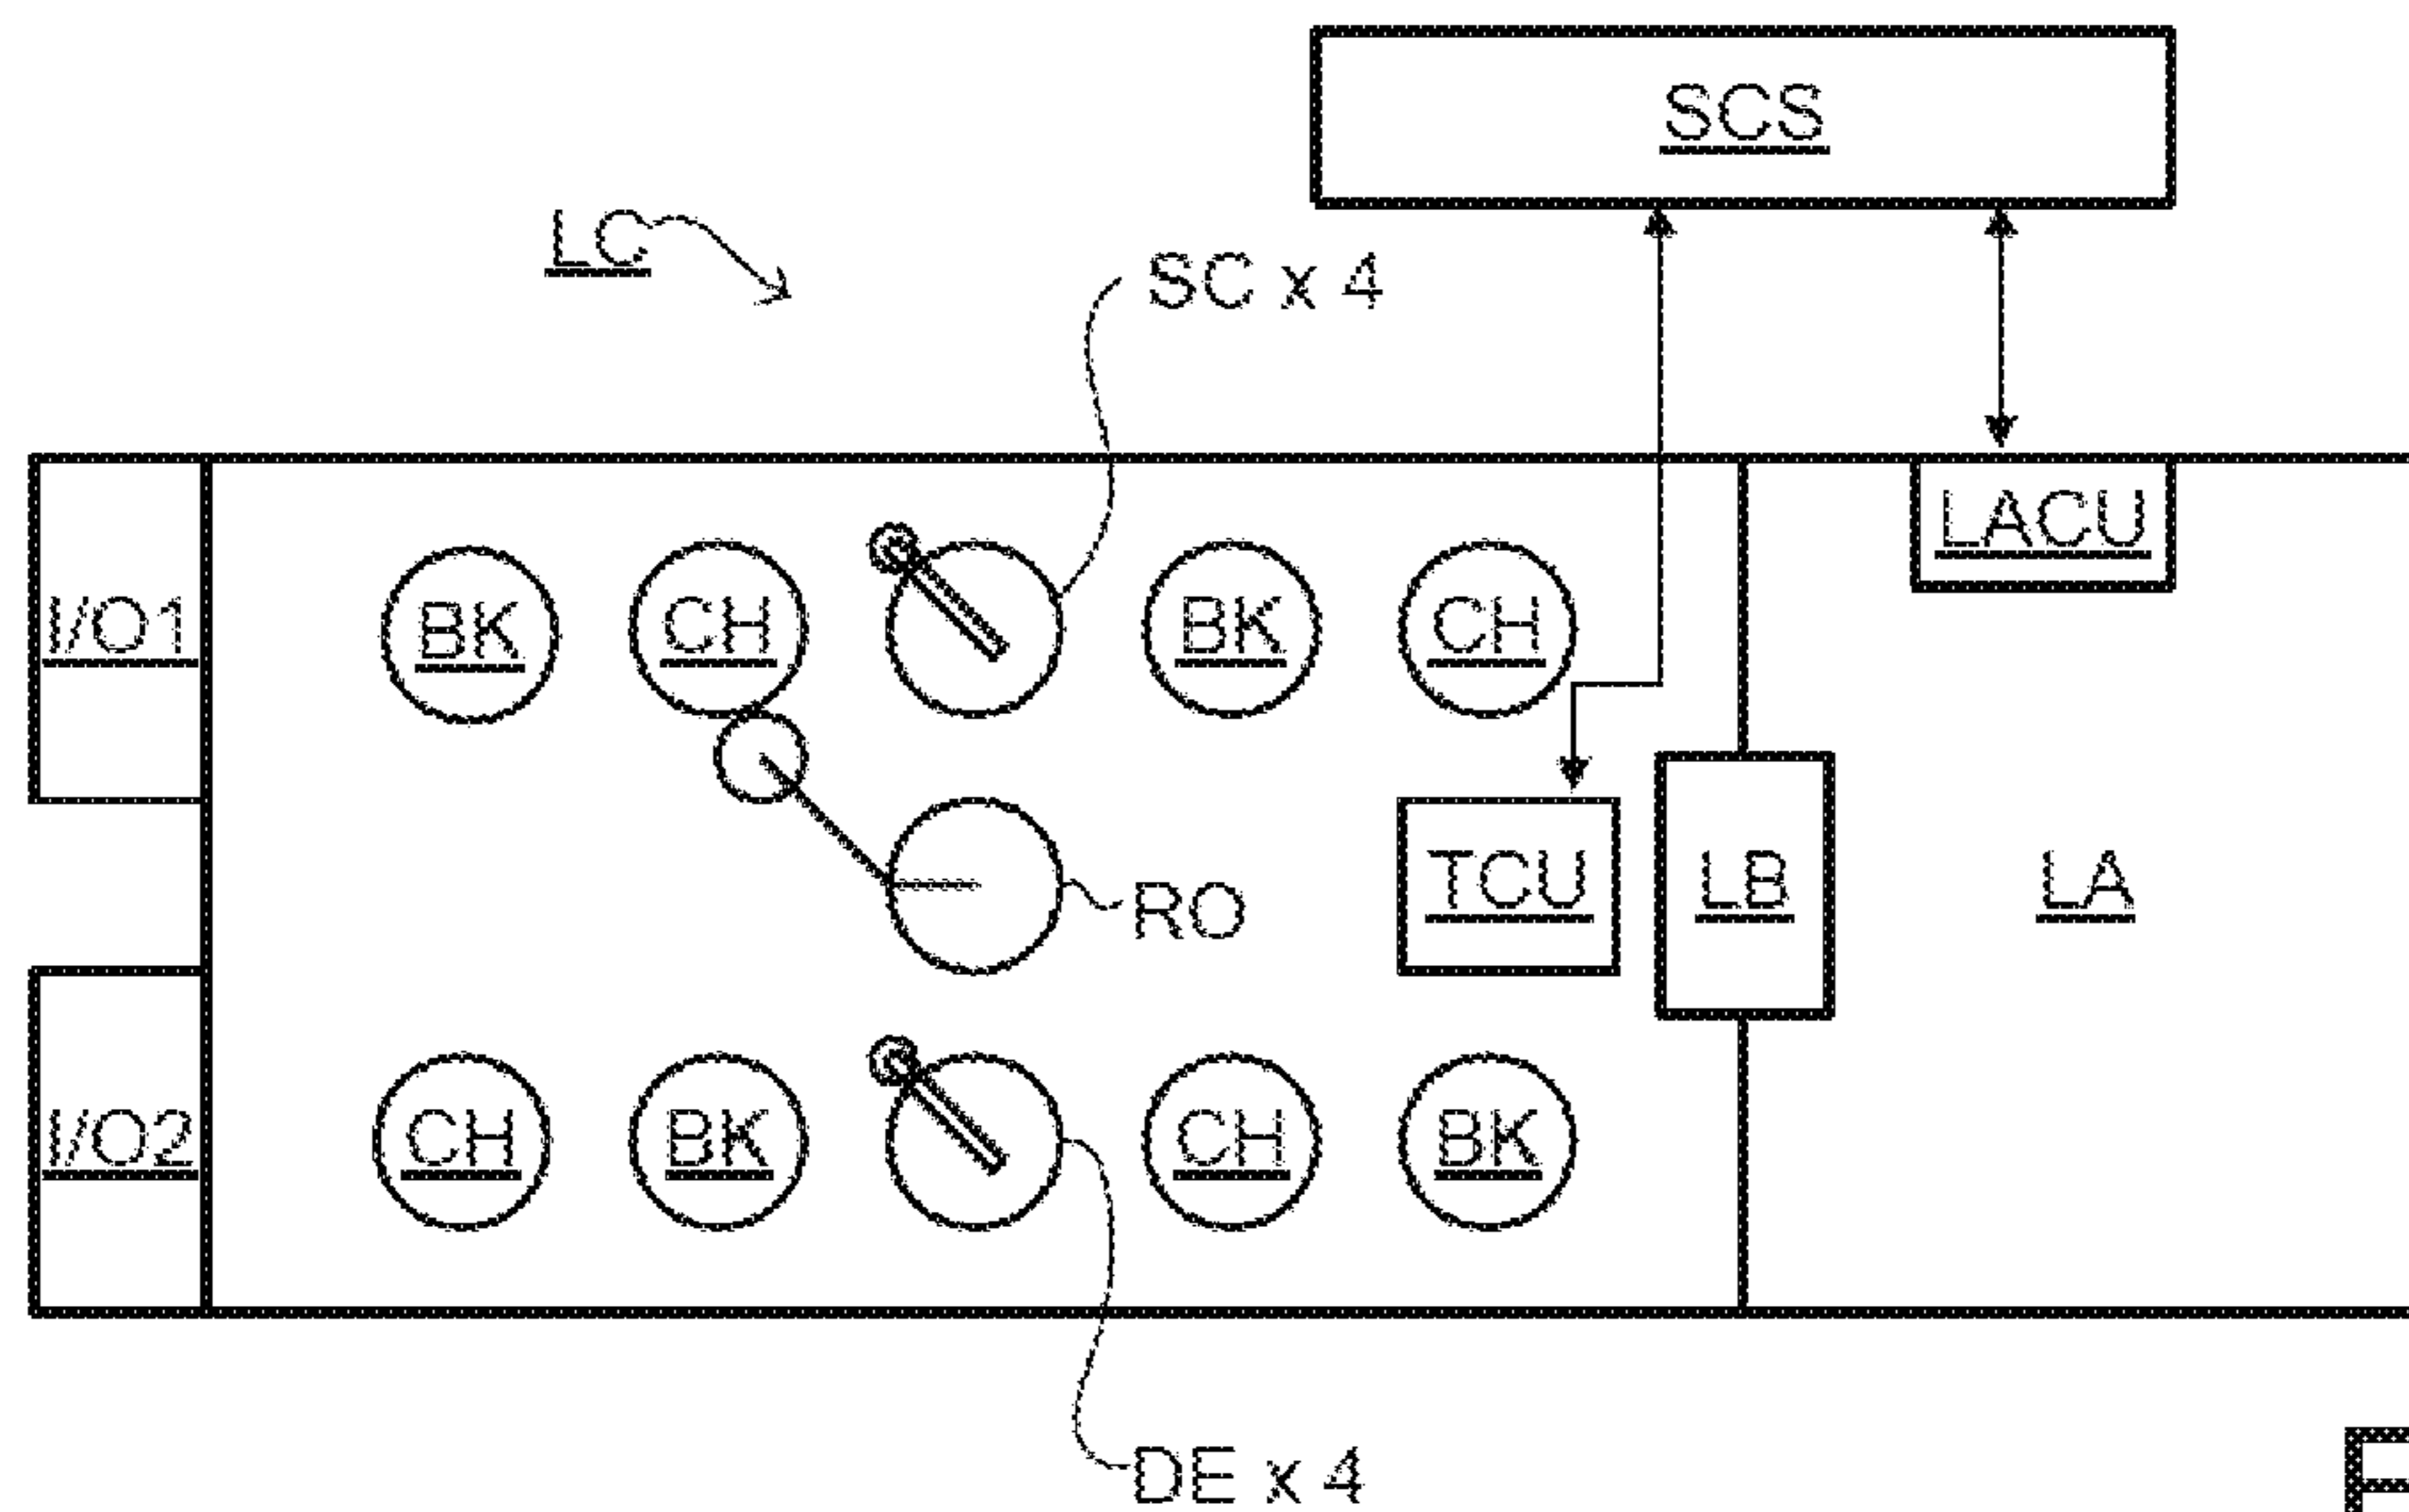 SCS
LC
SC x 4
LACU
I/O1
BK
CH
BK
CH
RO
TCU
LB
LA
I/O2
CH
BK
CH
BK
DE x 4